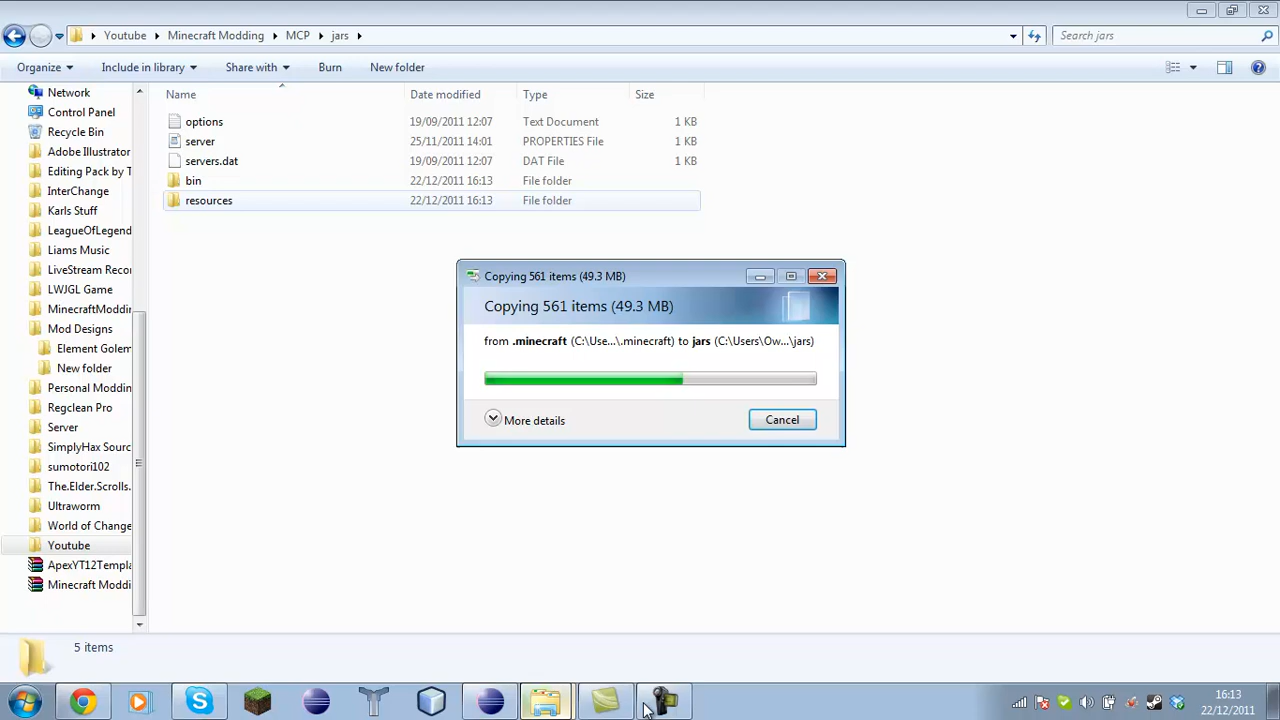 Youtube Minecraft Modding MCP jars
Search jars
Organize Include in library Share with Burn New folder
Network
Control Panel
Recycle Bin
Adobe Illustrator
Editing Pack by T
InterChange
Karls Stuff
LeagueOfLegend
Liams Music
LiveStream Reco
LWJGL Game
MinecraftModdin
Mod Designs
Element Golem
New folder
Personal Moddin
Regclean Pro
Server
SimplyHax Sourc
sumotori102
The.Elder.Scrolls.
Ultraworm
World of Change
Youtube
ApexYT12Templa
Minecraft Moddi
Name Date modified Type Size
options 19/09/2011 12:07 Text Document 1 KB
server 25/11/2011 14:01 PROPERTIES File 1 KB
servers.dat 19/09/2011 12:07 DAT File 1 KB
bin 22/12/2011 16:13 File folder
resources 22/12/2011 16:13 File folder
Copying 561 items (49.3 MB)
Copying 561 items (49.3 MB)
from .minecraft (C:\Use...\.minecraft) to jars (C:\Users\Ow...\jars)
More details
Cancel
5 items
16:13
22/12/2011